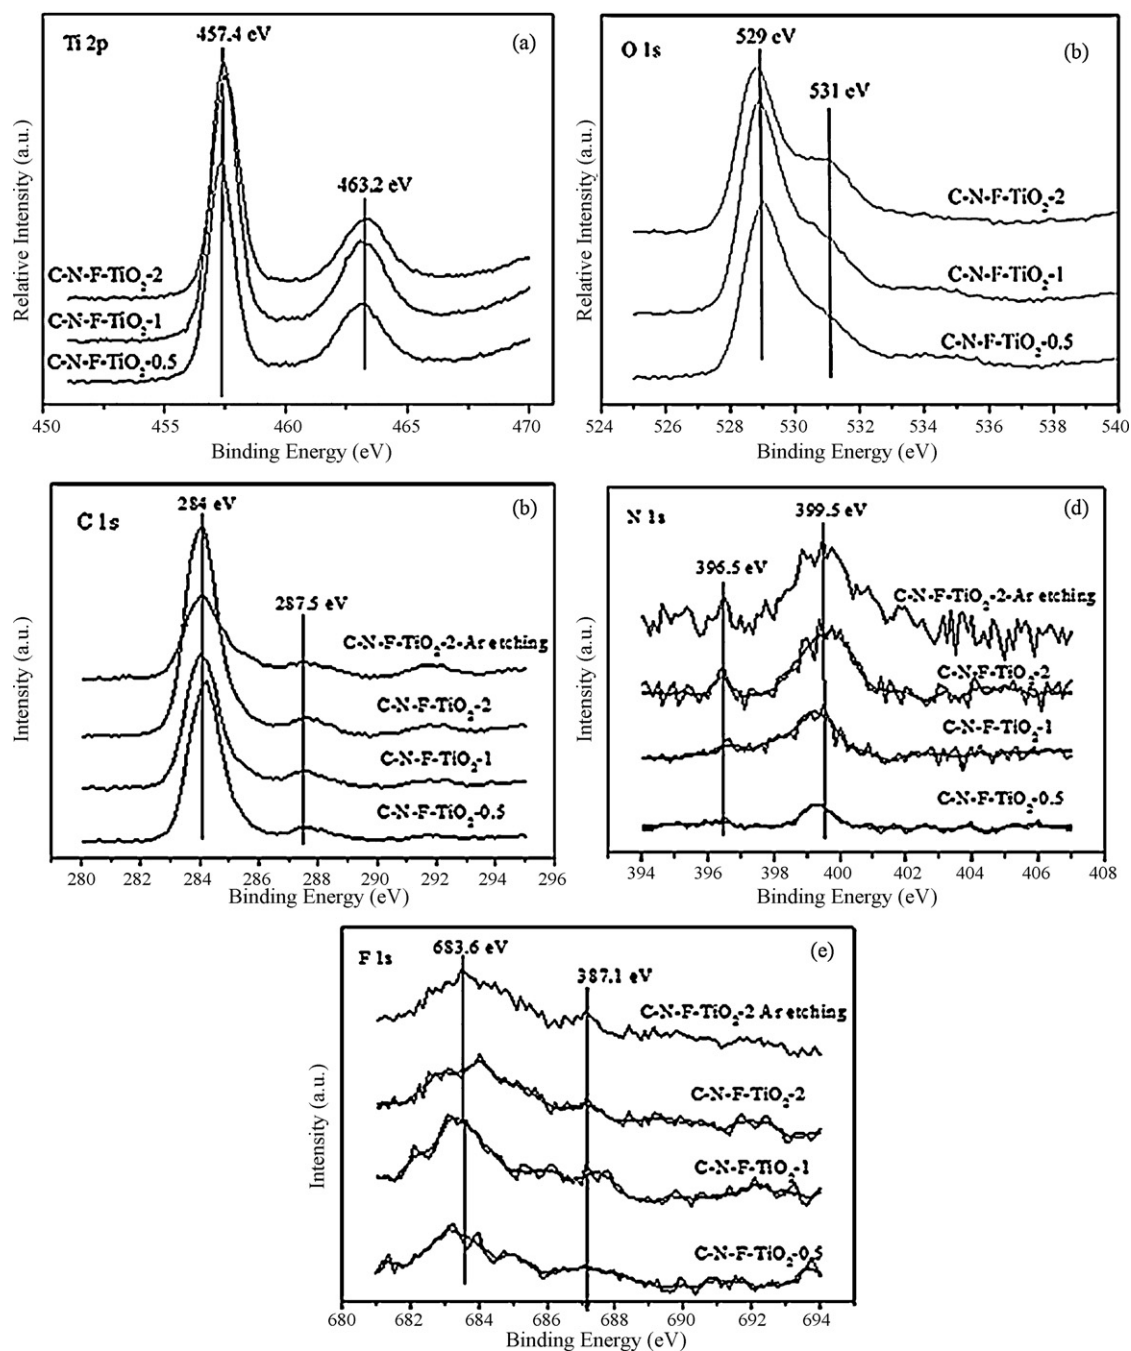 Ti 2p
457.4 eV
(a)
463.2 eV
C-N-F-TiO2-2
C-N-F-TiO2-1
C-N-F-TiO2-0.5
Relative Intensity (a.u.)
450 455 460 465 470
Binding Energy (eV)
O 1s
529 eV
(b)
531 eV
C-N-F-TiO2-2
C-N-F-TiO2-1
C-N-F-TiO2-0.5
Relative Intensity (a.u.)
524 526 528 530 532 534 536 538 540
Binding Energy (eV)
C 1s
284 eV
(b)
287.5 eV
C-N-F-TiO2-2-Ar etching
C-N-F-TiO2-2
C-N-F-TiO2-1
C-N-F-TiO2-0.5
Intensity (a.u.)
280 282 284 286 288 290 292 294 296
Binding Energy (eV)
N 1s
399.5 eV
(d)
396.5 eV
C-N-F-TiO2-2-Ar etching
C-N-F-TiO2-2
C-N-F-TiO2-1
C-N-F-TiO2-0.5
Intensity (a.u.)
394 396 398 400 402 404 406 408
Binding Energy (eV)
F 1s
683.6 eV
(e)
387.1 eV
C-N-F-TiO2-2 Ar etching
C-N-F-TiO2-2
C-N-F-TiO2-1
C-N-F-TiO2-0.5
Intensity (a.u.)
680 682 684 686 688 690 692 694
Binding Energy (eV)